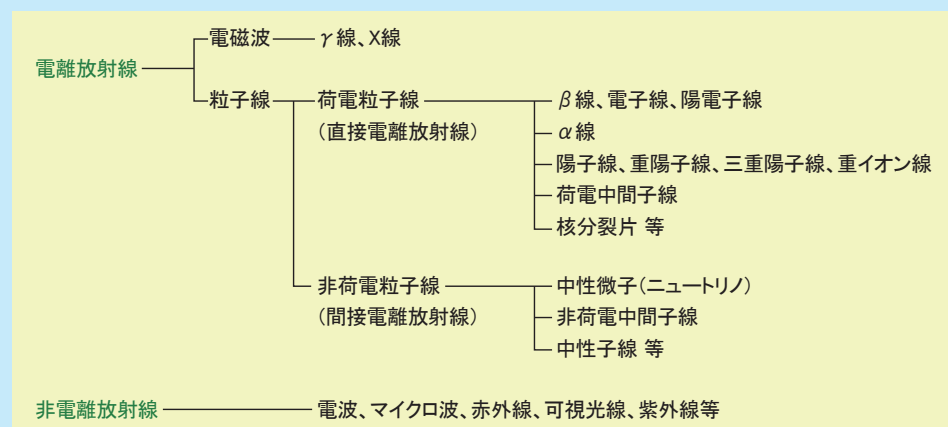 電磁波
γ線、X線
電離放射線
粒子線
荷電粒子線
β線、電子線、陽電子線
(直接電離放射線)
α線
陽子線、重陽子線、三重陽子線、重イオン線
荷電中間子線
核分裂片 等
非荷電粒子線
中性微子(ニュートリノ)
(間接電離放射線)
非荷電中間子線
中性子線 等
非電離放射線
電波、マイクロ波、赤外線、可視光線、紫外線等